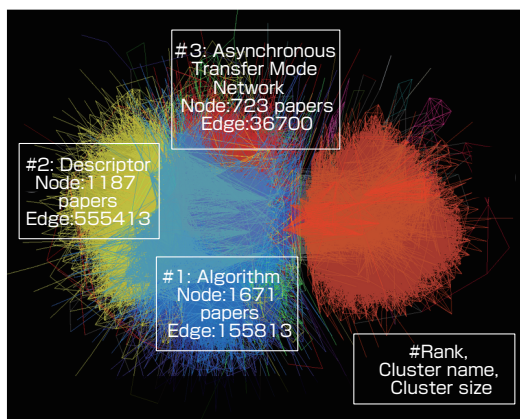 #3: Asynchronous
Transfer Mode
Network
Node:723 papers
Edge:36700
#2: Descriptor
Node:1187
papers
Edge:555413
#1: Algorithm
Node:1671
papers
Edge:155813
#Rank,
Cluster name,
Cluster size